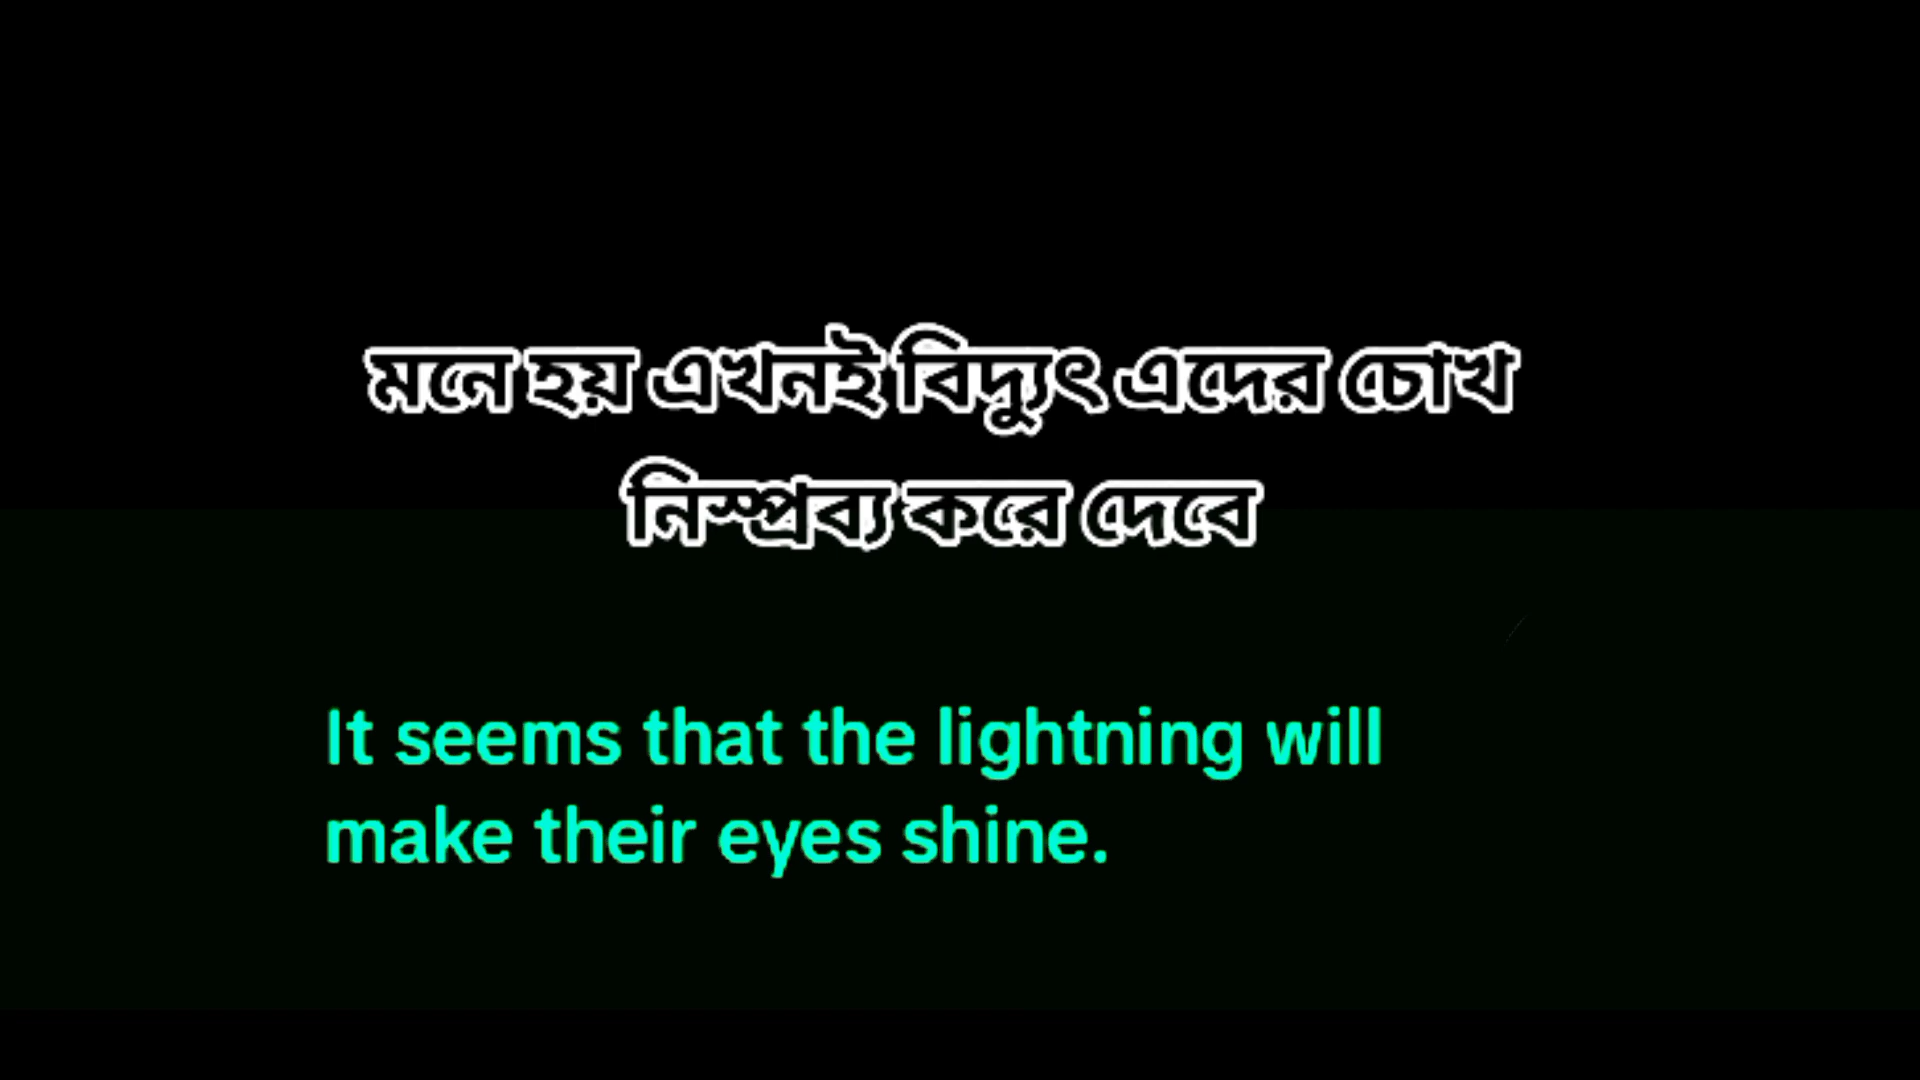 মনে হয় এখনই বিদ্যুৎ এদের চোখ
নিস্প্রব্য করে দেবে
It seems that the lightning will
make their eyes shine.